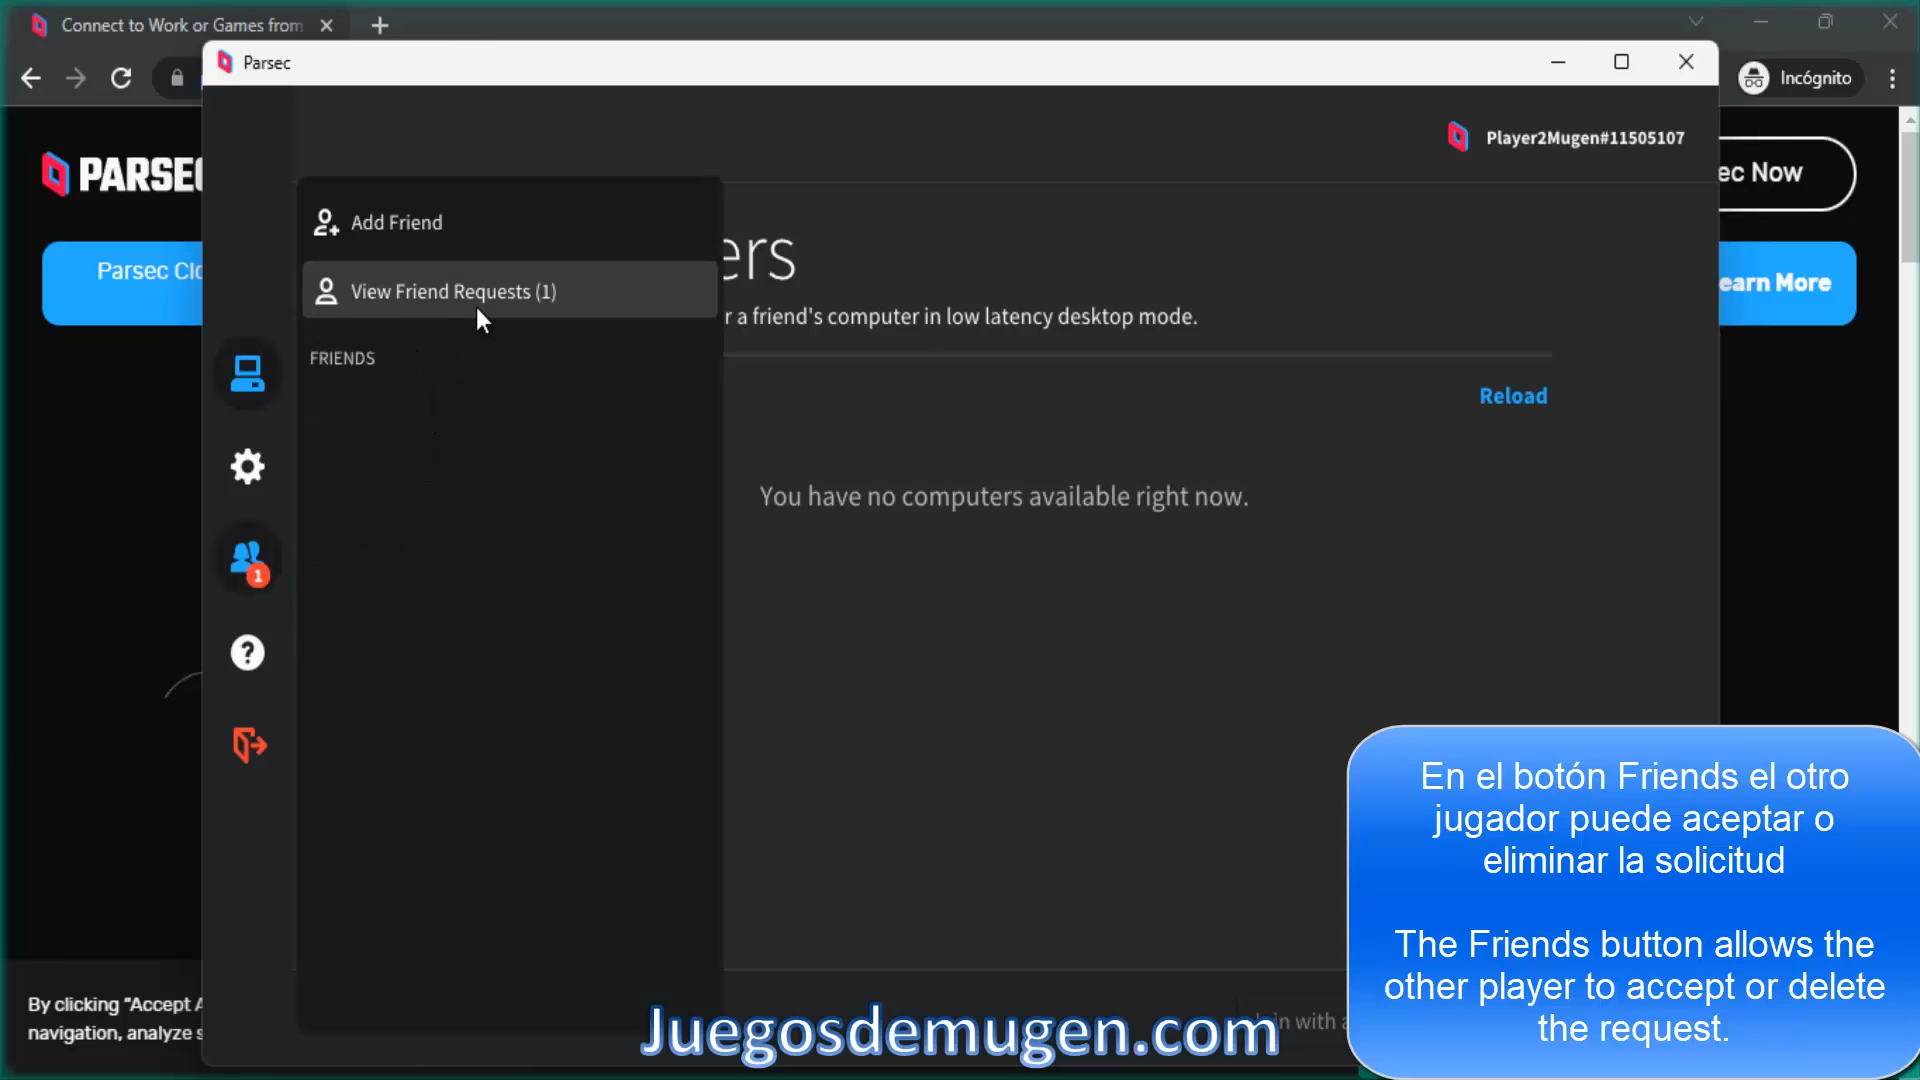 Connect to Work or Games from
Parsec
Incógnito
PARSEC
Player2Mugen#11505107
ec Now
Add Friend
ers
Parsec Clo
View Friend Requests (1)
earn More
r a friend's computer in low latency desktop mode.
FRIENDS
Reload
You have no computers available right now.
1
?
En el botón Friends el otro
jugador puede aceptar o
eliminar la solicitud
The Friends button allows the
other player to accept or delete
the request.
By clicking “Accept A
navigation, analyze s
in with a
Juegosdemugen.com